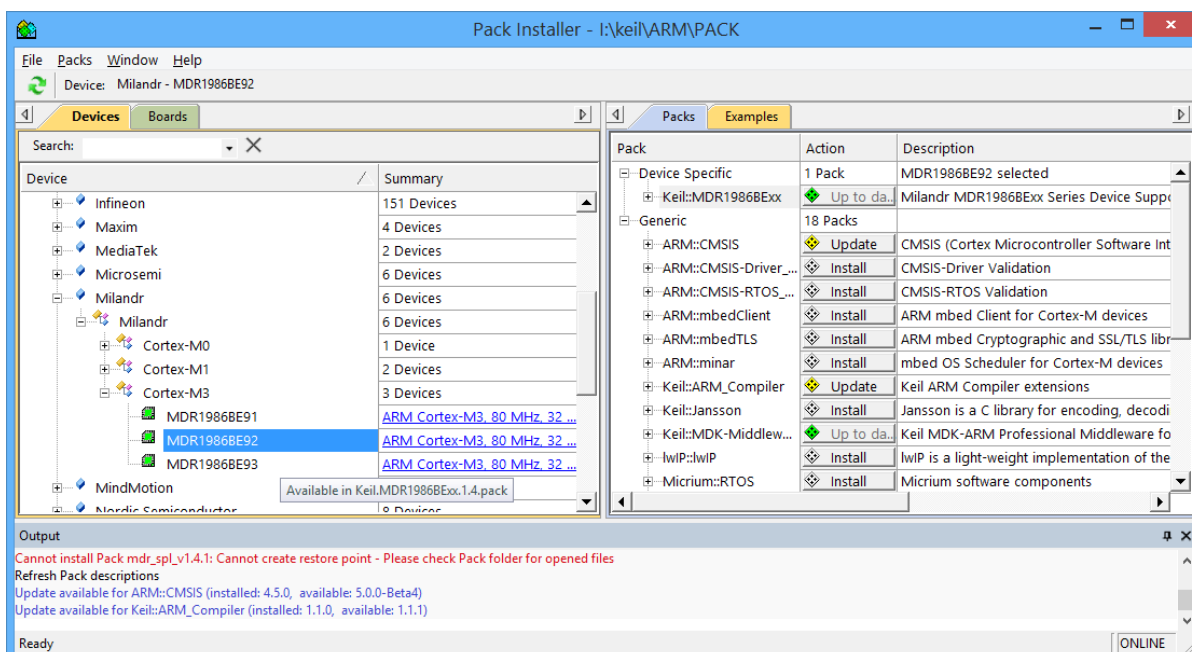 Pack Installer - I:\keil\ARM\PACK
File Packs Window Help
Device: Milandr - MDR1986BE92
Devices Boards
Search:
Device Summary
Infineon 151 Devices
Maxim 4 Devices
MediaTek 2 Devices
Microsemi 6 Devices
Milandr 6 Devices
Milandr 6 Devices
Cortex-M0 1 Device
Cortex-M1 2 Devices
Cortex-M3 3 Devices
MDR1986BE91 ARM Cortex-M3, 80 MHz, 32 ...
MDR1986BE92 ARM Cortex-M3, 80 MHz, 32 ...
MDR1986BE93 ARM Cortex-M3, 80 MHz, 32 ...
MindMotion
Available in Keil.MDR1986BExx.1.4.pack
Nordic Semiconductor 8 Devices
Packs Examples
Pack Action Description
Device Specific 1 Pack MDR1986BE92 selected
Keil::MDR1986BExx Up to da... Milandr MDR1986BExx Series Device Suppo
Generic 18 Packs
ARM::CMSIS Update CMSIS (Cortex Microcontroller Software Int
ARM::CMSIS-Driver_... Install CMSIS-Driver Validation
ARM::CMSIS-RTOS_... Install CMSIS-RTOS Validation
ARM::mbedClient Install ARM mbed Client for Cortex-M devices
ARM::mbedTLS Install ARM mbed Cryptographic and SSL/TLS libr
ARM::minar Install mbed OS Scheduler for Cortex-M devices
Keil::ARM_Compiler Update Keil ARM Compiler extensions
Keil::Jansson Install Jansson is a C library for encoding, decodi
Keil::MDK-Middlew... Up to da... Keil MDK-ARM Professional Middleware fo
lwIP::lwIP Install lwIP is a light-weight implementation of the
Micrium::RTOS Install Micrium software components
Output
Cannot install Pack mdr_spl_v1.4.1: Cannot create restore point - Please check Pack folder for opened files
Refresh Pack descriptions
Update available for ARM::CMSIS (installed: 4.5.0, available: 5.0.0-Beta4)
Update available for Keil::ARM_Compiler (installed: 1.1.0, available: 1.1.1)
Ready ONLINE